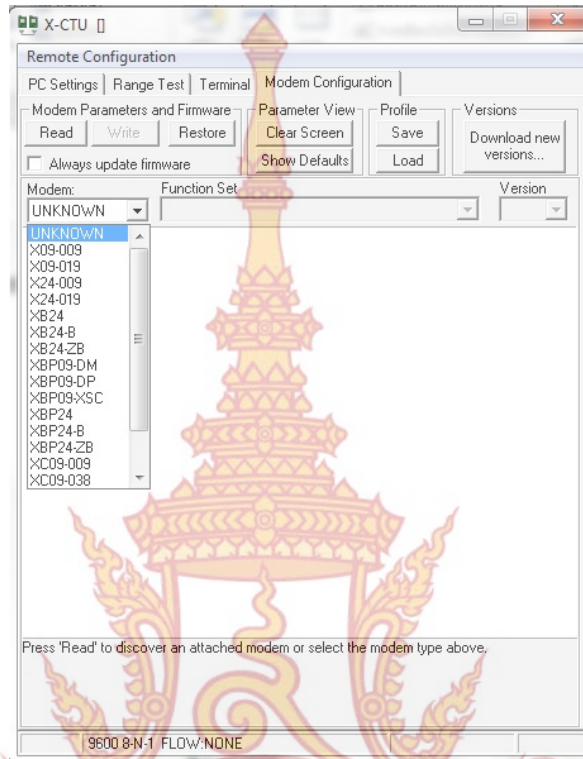 X-CTU []
Remote Configuration
PC Settings Range Test Terminal Modem Configuration
Modem Parameters and Firmware Parameter View Profile Versions
Read Write Restore Clear Screen Save Download new versions...
Always update firmware Show Defaults Load
Modem: Function Set Version
UNKNOWN
UNKNOWN
X09-009
X09-019
X24-009
X24-019
XB24
XB24-B
XB24-ZB
XBP09-DM
XBP09-DP
XBP09-XSC
XBP24
XBP24-B
XBP24-ZB
XC09-009
XC09-038
Press 'Read' to discover an attached modem or select the modem type above.
9600 8-N-1 FLOW:NONE